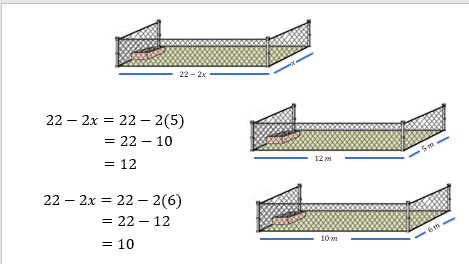 22 − 2x
x
22 − 2x = 22 − 2(5)
= 22 − 10
= 12
12 m
5 m
22 − 2x = 22 − 2(6)
= 22 − 12
= 10
10 m
6 m